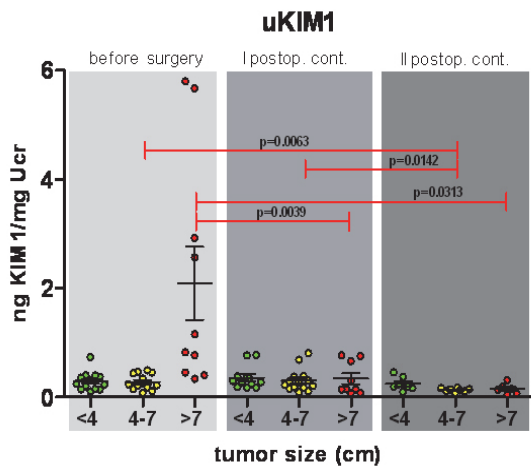 uKIM1
before surgery
I postop. cont.
II postop. cont.
6
4
2
0
ng KIM1/mg Ucr
p=0.0063
p=0.0142
p=0.0313
p=0.0039
<4 4-7 >7 <4 4-7 >7 <4 4-7 >7
tumor size (cm)